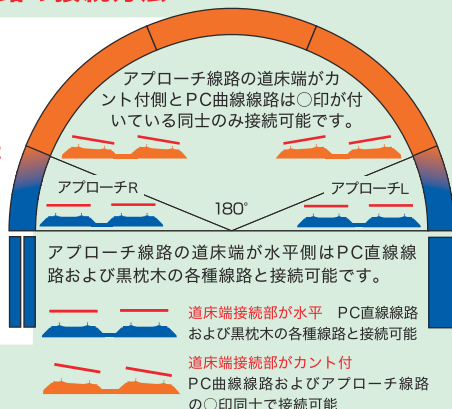 アプローチ線路の道床端がカ
ント付側とPC曲線線路は○印が付
いている同士のみ接続可能です。
アプローチR
アプローチL
180°
アプローチ線路の道床端が水平側はPC直線線
路および黒枕木の各種線路と接続可能です。
道床端接続部が水平 PC直線線路
および黒枕木の各種線路と接続可能
道床端接続部がカント付
PC曲線線路およびアプローチ線路
の○印同士で接続可能